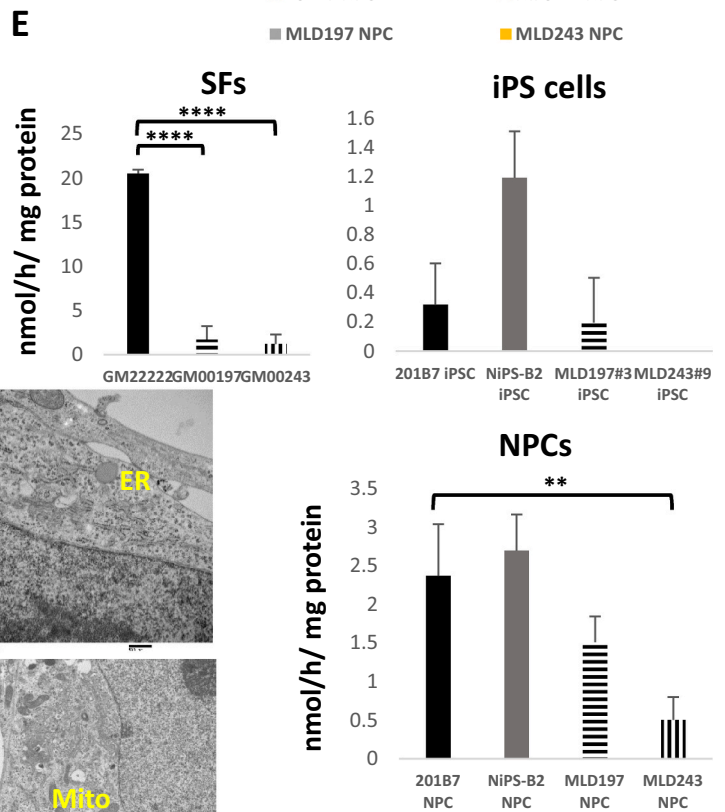 E
MLD197 NPC
MLD243 NPC
SFs
nmol/h/ mg protein
****
****
25
20
15
10
5
0
GM22222 GM00197 GM00243
iPS cells
1.6
1.4
1.2
1
0.8
0.6
0.4
0.2
0
201B7 iPSC
NiPS-B2
iPSC
MLD197#3
iPSC
MLD243#9
iPSC
ER
Mito
NPCs
nmol/h/ mg protein
**
3.5
3
2.5
2
1.5
1
0.5
0
201B7
NPC
NiPS-B2
NPC
MLD197
NPC
MLD243
NPC